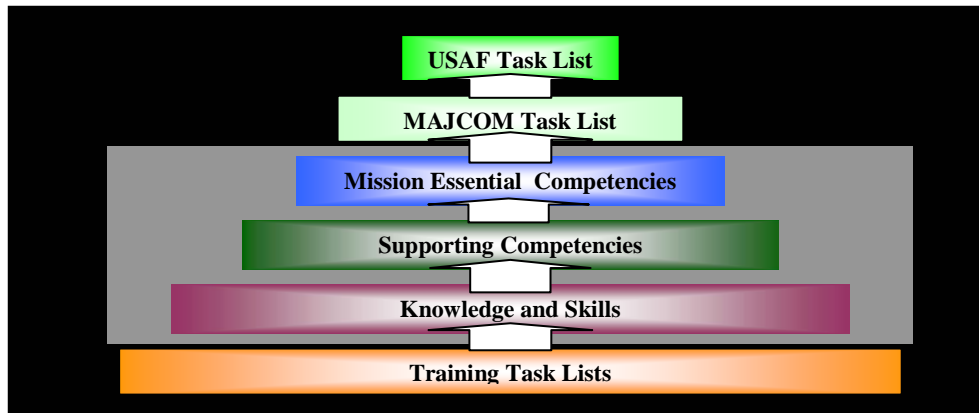 USAF Task List
MAJCOM Task List
Mission Essential  Competencies
Supporting Competencies
Knowledge and Skills
Training Task Lists